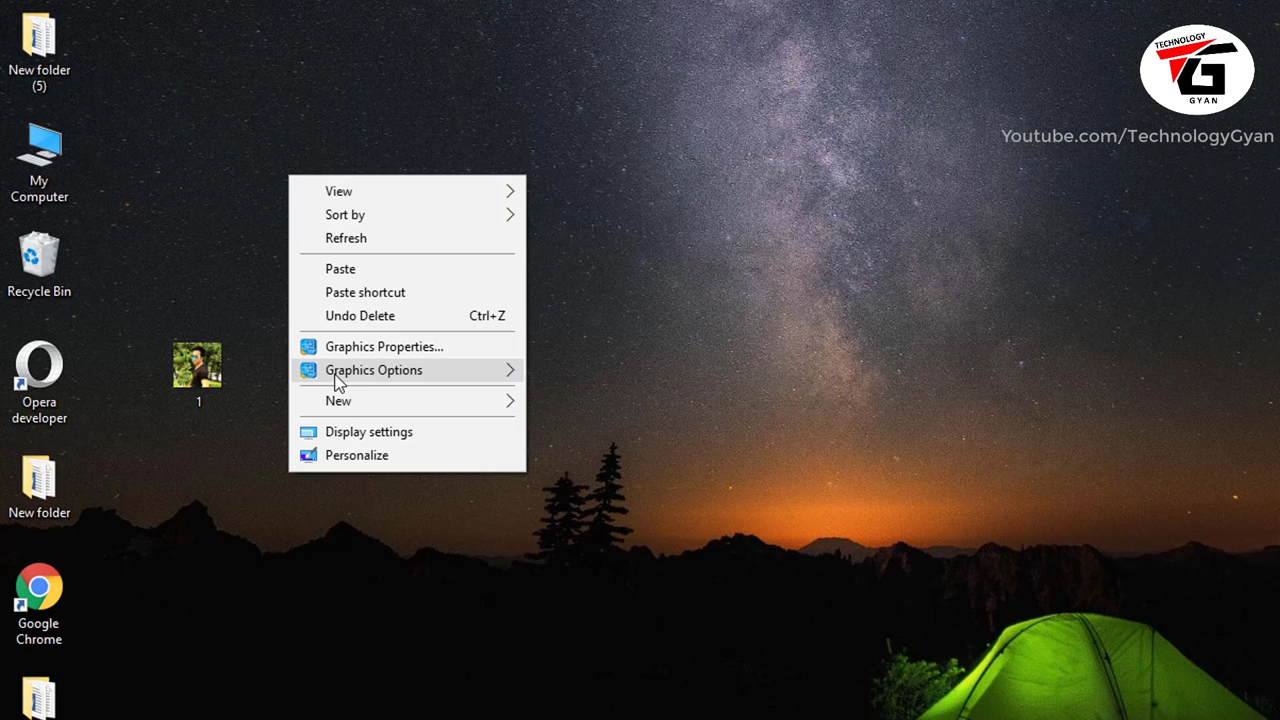 New folder
(5)
My
Computer
Recycle Bin
Opera
developer
New folder
Google
Chrome
1
View
Sort by
Refresh
Paste
Paste shortcut
Undo Delete Ctrl+Z
Graphics Properties...
Graphics Options
New
Display settings
Personalize
TECHNOLOGY
TG
GYAN
Youtube.com/TechnologyGyan